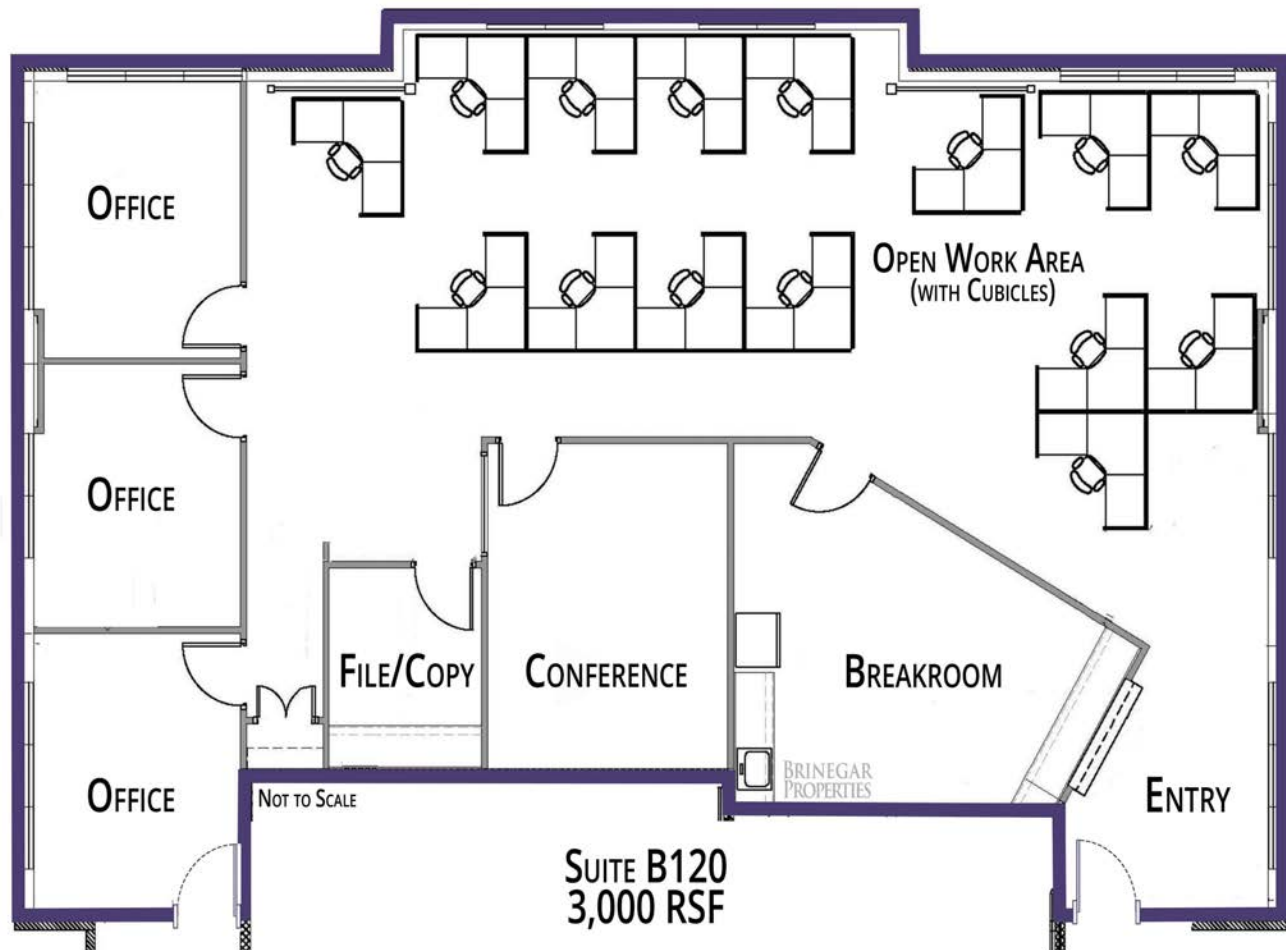 OFFICE
OPEN WORK AREA
(WITH CUBICLES)
OFFICE
FILE/COPY
CONFERENCE
BREAKROOM
OFFICE
NOT TO SCALE
BRINEGAR
PROPERTIES
ENTRY
SUITE B120
3,000 RSF